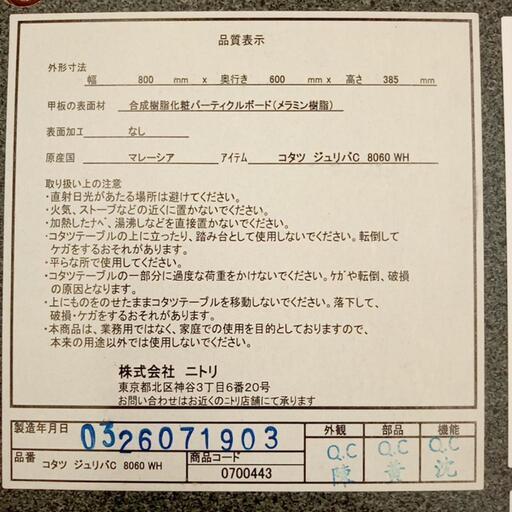 品質表示
外形寸法
幅 800 mm x 奥行き 600 mm x 高さ 385 mm
甲板の表面材 合成樹脂化粧パーティクルボード(メラミン樹脂)
表面加工 なし
原産国 マレーシア アイテム コタツ ジュリパC 8060 WH
取り扱い上の注意
・直射日光があたる場所は避けてください。
・火気、ストーブなどの近くに置かないでください。
・加熱したナベ、湯沸しなどを直接置かないでください。
・コタツテーブルの上に立ったり、踏み台として使用しないでください。転倒して
ケガをするおそれがあります。
・平らな所で使用してください。
・コタツテーブルの一部分に過度な荷重をかけないでください。ケガや転倒、破損
の原因となります。
・上にものをのせたままコタツテーブルを移動しないでください。落下して、
破損・ケガをするおそれがあります。
・本商品は、業務用ではなく、家庭での使用を目的としておりますので、
本来の用途以外では使用しないでください。
株式会社 ニトリ
東京都北区神谷3丁目6番20号
お問い合わせはお近くのニトリ店舗にて承ります
製造年月日 0326071903 外観 部品 機能
Q.C Q.C Q.C
陳 黄 沈
品番 コタツ ジュリパC 8060 WH 商品コード 0700443